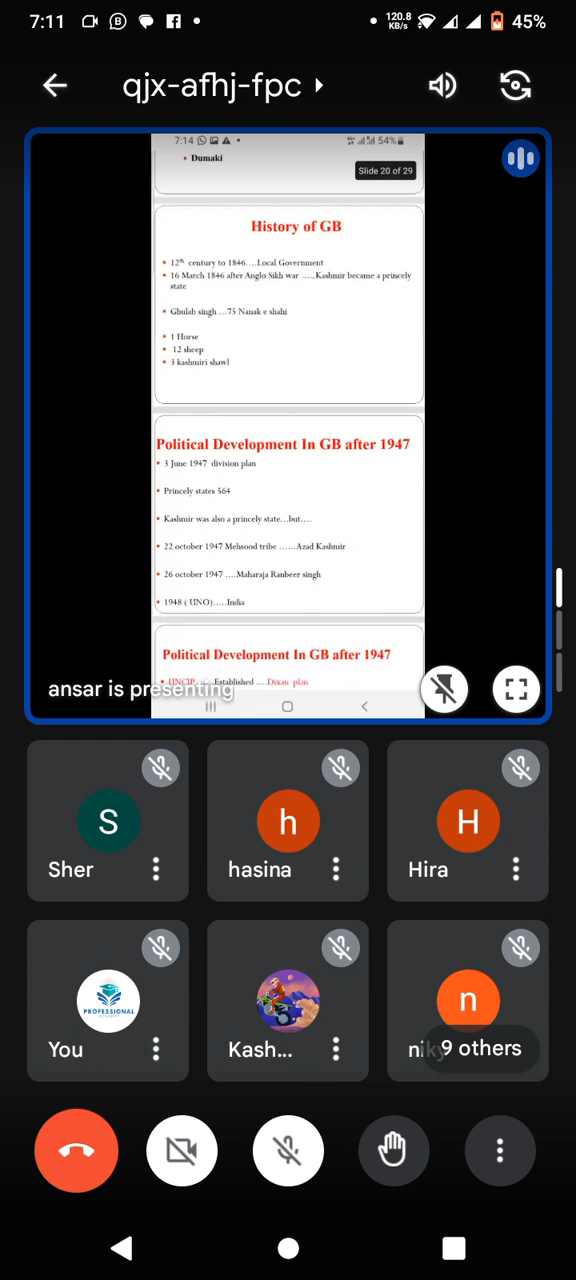 7:11
120.8
KB/s
45%
qjx-afhj-fpc
7:14
54%
• Dumaki
Slide 20 of 29
History of GB
• 12th century to 1846....Local Government
• 16 March 1846 after Anglo Sikh war .....Kashmir became a princely
state
• Ghulab singh ...75 Nanak e shahi
• 1 Horse
• 12 sheep
• 3 kashmiri shawl
Political Development In GB after 1947
• 3 June 1947 division plan
• Princely states 564
• Kashmir was also a princely state...but....
• 22 october 1947 Mehsood tribe ......Azad Kashmir
• 26 october 1947 ....Maharaja Ranbeer singh
• 1948 ( UNO).....India
Political Development In GB after 1947
• UNCIP.....Established ....Dixon plan
ansar is presenting
S
Sher
h
hasina
H
Hira
PROFESSIONAL
You
Kash...
n
niky
9 others